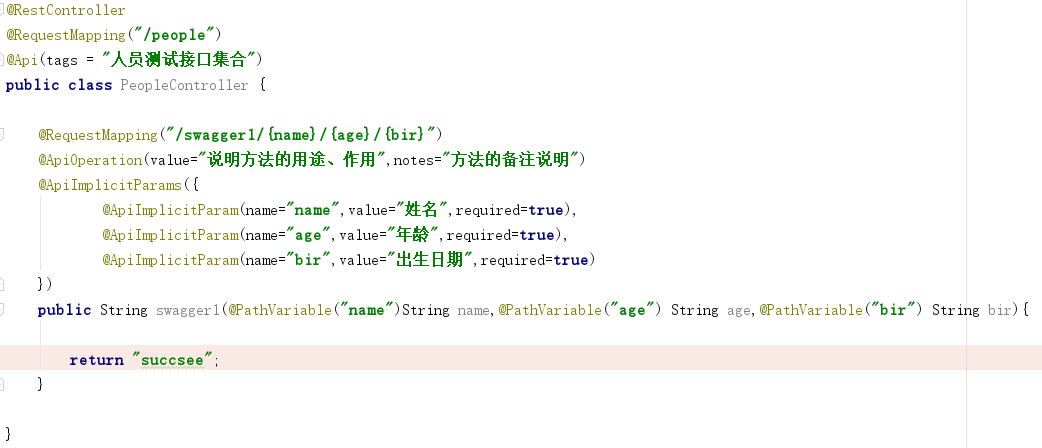 @RestController
@RequestMapping("/people")
@Api(tags = "人员测试接口集合")
public class PeopleController {
@RequestMapping("/swagger1/{name}/{age}/{bir}")
@ApiOperation(value="说明方法的用途、作用",notes="方法的备注说明")
@ApiImplicitParams({
@ApiImplicitParam(name="name",value="姓名",required=true),
@ApiImplicitParam(name="age",value="年龄",required=true),
@ApiImplicitParam(name="bir",value="出生日期",required=true)
})
public String swagger1(@PathVariable("name")String name,@PathVariable("age") String age,@PathVariable("bir") String bir){
return "succsee";
}
}